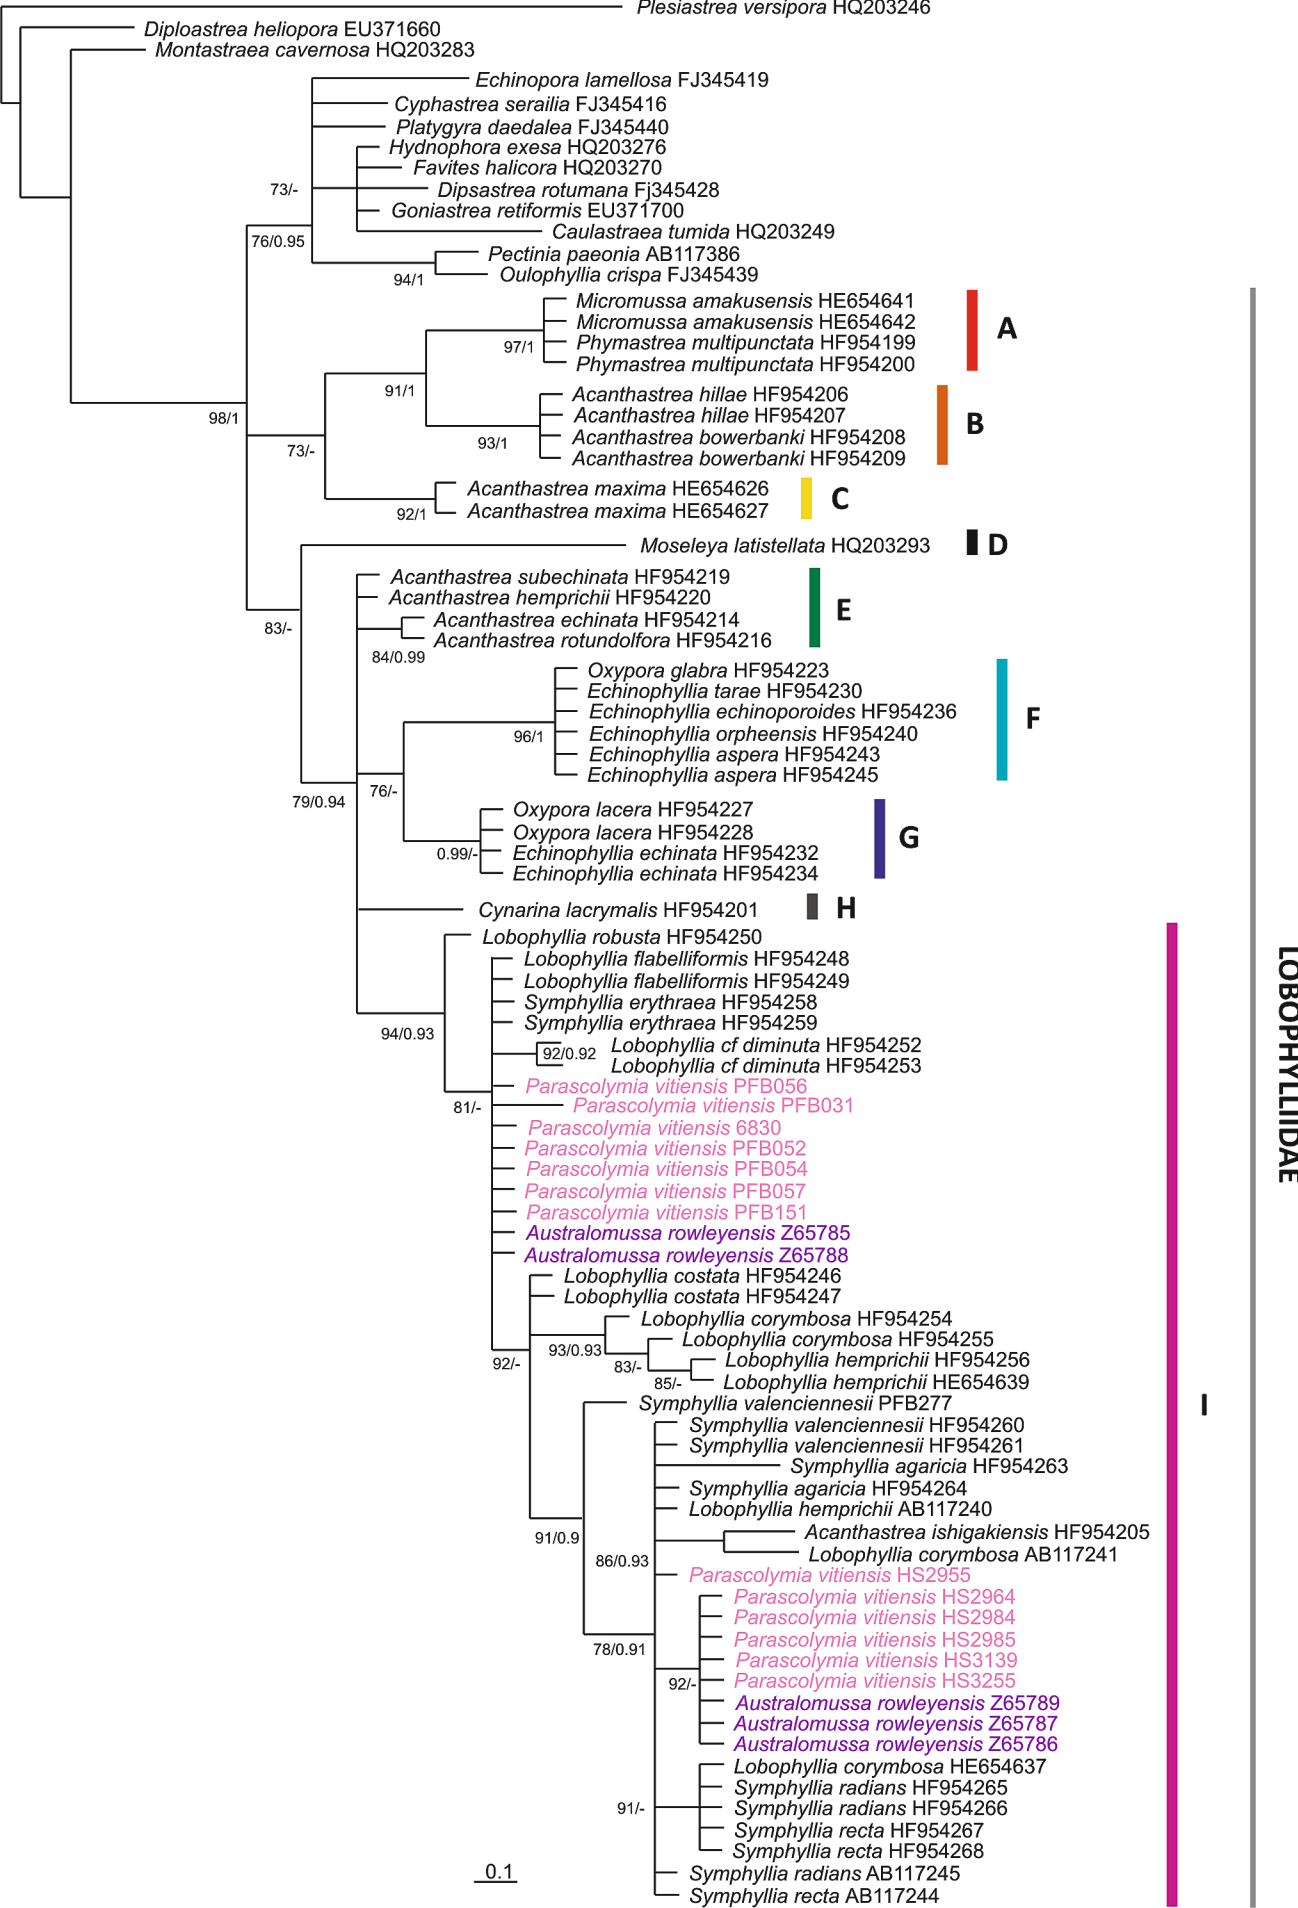 Plesiastrea versipora HQ203246
Diploastrea heliopora EU371660
Montastraea cavernosa HQ203283
Echinopora lamellosa FJ345419
Cyphastrea serailia FJ345416
Platygyra daedalea FJ345440
Hydnophora exesa HQ203276
Favites halicora HQ203270
73/-
Dipsastrea rotumana Fj345428
Goniastrea retiformis EU371700
Caulastraea tumida HQ203249
76/0.95
Pectinia paeonia AB117386
Oulophyllia crispa FJ345439
94/1
Micromussa amakusensis HE654641
Micromussa amakusensis HE654642
A
Phymastrea multipunctata HF954199
97/1
Phymastrea multipunctata HF954200
91/1
Acanthastrea hillae HF954206
Acanthastrea hillae HF954207
98/1
B
Acanthastrea bowerbanki HF954208
93/1
73/-
Acanthastrea bowerbanki HF954209
Acanthastrea maxima HE654626
C
Acanthastrea maxima HE654627
92/1
Moseleya latistellata HQ203293
D
Acanthastrea subechinata HF954219
Acanthastrea hemprichii HF954220
E
Acanthastrea echinata HF954214
83/-
Acanthastrea rotundolfora HF954216
84/0.99
Oxypora glabra HF954223
Echinophyllia tarae HF954230
Echinophyllia echinoporoides HF954236
F
Echinophyllia orpheensis HF954240
96/1
Echinophyllia aspera HF954243
Echinophyllia aspera HF954245
76/-
79/0.94
Oxypora lacera HF954227
Oxypora lacera HF954228
G
Echinophyllia echinata HF954232
0.99/-
Echinophyllia echinata HF954234
Cynarina lacrymalis HF954201
H
Lobophyllia robusta HF954250
Lobophyllia flabelliformis HF954248
Lobophyllia flabelliformis HF954249
Symphyllia erythraea HF954258
Symphyllia erythraea HF954259
94/0.93
Lobophyllia cf diminuta HF954252
92/0.92
Lobophyllia cf diminuta HF954253
LOBOPHYLLIIDAE
Parascolymia vitiensis PFB056
Parascolymia vitiensis PFB031
81/-
Parascolymia vitiensis 6830
Parascolymia vitiensis PFB052
Parascolymia vitiensis PFB054
Parascolymia vitiensis PFB057
Parascolymia vitiensis PFB151
Australomussa rowleyensis Z65785
Australomussa rowleyensis Z65788
Lobophyllia costata HF954246
Lobophyllia costata HF954247
Lobophyllia corymbosa HF954254
Lobophyllia corymbosa HF954255
93/0.93
Lobophyllia hemprichii HF954256
92/-
83/-
Lobophyllia hemprichii HE654639
85/-
Symphyllia valenciennesii PFB277
I
Symphyllia valenciennesii HF954260
Symphyllia valenciennesii HF954261
Symphyllia agaricia HF954263
Symphyllia agaricia HF954264
Lobophyllia hemprichii AB117240
Acanthastrea ishigakiensis HF954205
91/0.9
Lobophyllia corymbosa AB117241
86/0.93
Parascolymia vitiensis HS2955
Parascolymia vitiensis HS2964
Parascolymia vitiensis HS2984
Parascolymia vitiensis HS2985
78/0.91
Parascolymia vitiensis HS3139
Parascolymia vitiensis HS3255
92/-
Australomussa rowleyensis Z65789
Australomussa rowleyensis Z65787
Australomussa rowleyensis Z65786
Lobophyllia corymbosa HE654637
Symphyllia radians HF954265
91/-
Symphyllia radians HF954266
Symphyllia recta HF954267
Symphyllia recta HF954268
0.1
Symphyllia radians AB117245
Symphyllia recta AB117244